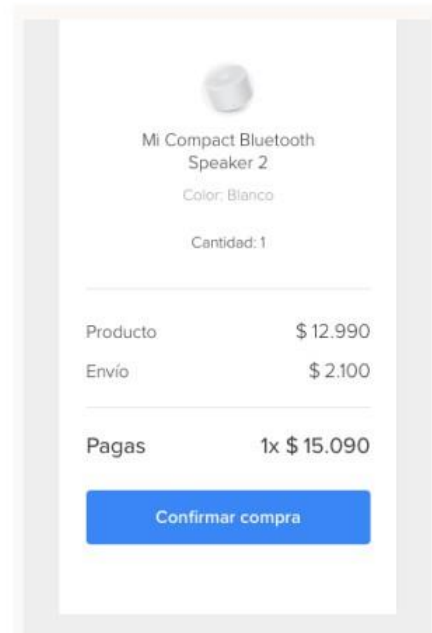 Mi Compact Bluetooth
Speaker 2
Color: Blanco
Cantidad: 1
Producto $ 12.990
Envío $ 2.100
Pagas 1x $ 15.090
Confirmar compra